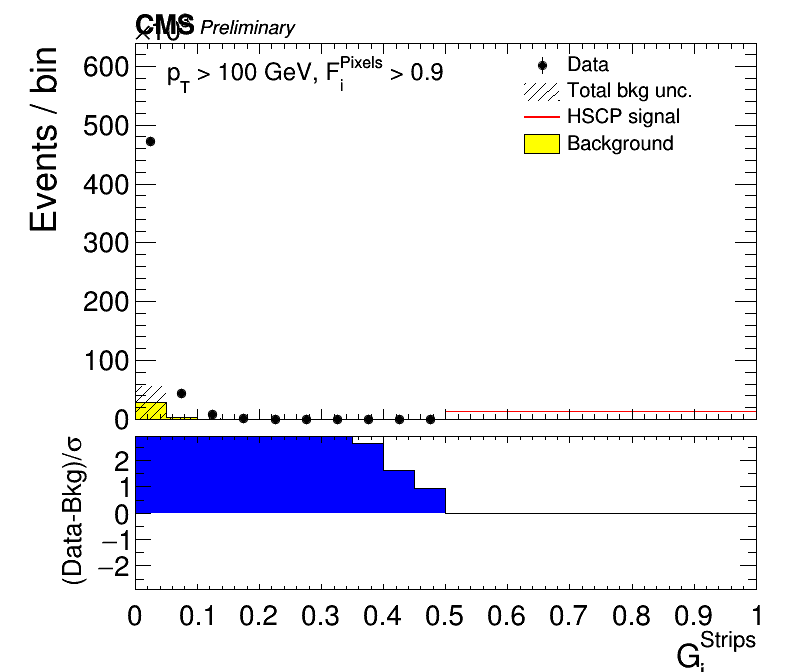 CMS Preliminary
×10³
p_T > 100 GeV, F_i^Pixels > 0.9
Data
Total bkg unc.
HSCP signal
Background
Events / bin
600
500
400
300
200
100
0
(Data-Bkg)/σ
2
1
0
−1
−2
0 0.1 0.2 0.3 0.4 0.5 0.6 0.7 0.8 0.9 1
G_i^Strips